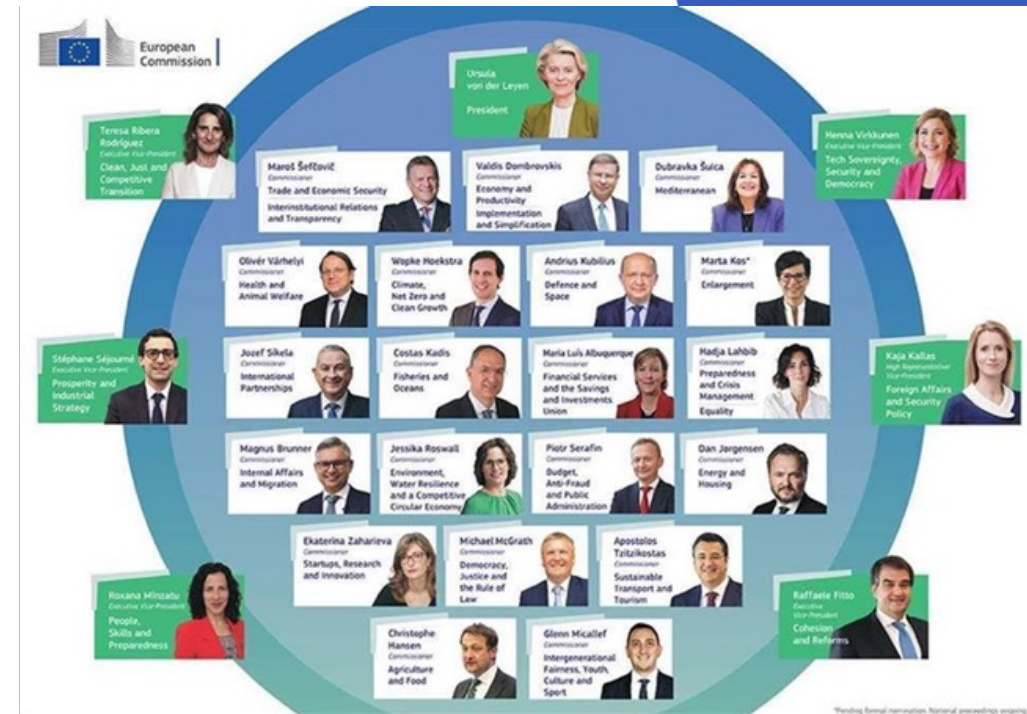 European
Commission
Ursula
von der Leyen
President
Teresa Ribera
Rodríguez
Executive Vice-President
Clean, Just and
Competitive
Transition
Maroš Šefčovič
Commissioner
Trade and Economic Security
Interinstitutional Relations
and Transparency
Valdis Dombrovskis
Commissioner
Economy and
Productivity
Implementation
and Simplification
Dubravka Šuica
Commissioner
Mediterranean
Henna Virkkunen
Executive Vice-President
Tech Sovereignty,
Security and
Democracy
Olivér Várhelyi
Commissioner
Health and
Animal Welfare
Wopke Hoekstra
Commissioner
Climate,
Net Zero and
Clean Growth
Andrius Kubilius
Commissioner
Defence and
Space
Marta Kos*
Commissioner
Enlargement
Stéphane Séjourné
Executive Vice-President
Prosperity and
Industrial
Strategy
Jozef Síkela
Commissioner
International
Partnerships
Costas Kadis
Commissioner
Fisheries and
Oceans
Maria Luís Albuquerque
Commissioner
Financial Services
and the Savings
and Investments
Union
Hadja Lahbib
Commissioner
Preparedness
and Crisis
Management
Equality
Kaja Kallas
High Representative/
Vice-President
Foreign Affairs
and Security
Policy
Magnus Brunner
Commissioner
Internal Affairs
and Migration
Jessika Roswall
Commissioner
Environment,
Water Resilience
and a Competitive
Circular Economy
Piotr Serafin
Commissioner
Budget,
Anti-Fraud
and Public
Administration
Dan Jørgensen
Commissioner
Energy and
Housing
Roxana Mînzatu
Executive Vice-President
People,
Skills and
Preparedness
Ekaterina Zaharieva
Commissioner
Startups, Research
and Innovation
Michael McGrath
Commissioner
Democracy,
Justice and
the Rule of
Law
Apostolos
Tzitzikostas
Commissioner
Sustainable
Transport and
Tourism
Raffaele Fitto
Executive
Vice-President
Cohesion
and Reforms
Christophe
Hansen
Commissioner
Agriculture
and Food
Glenn Micallef
Commissioner
Intergenerational
Fairness, Youth,
Culture and
Sport
*Pending formal nomination. National proceedings ongoing